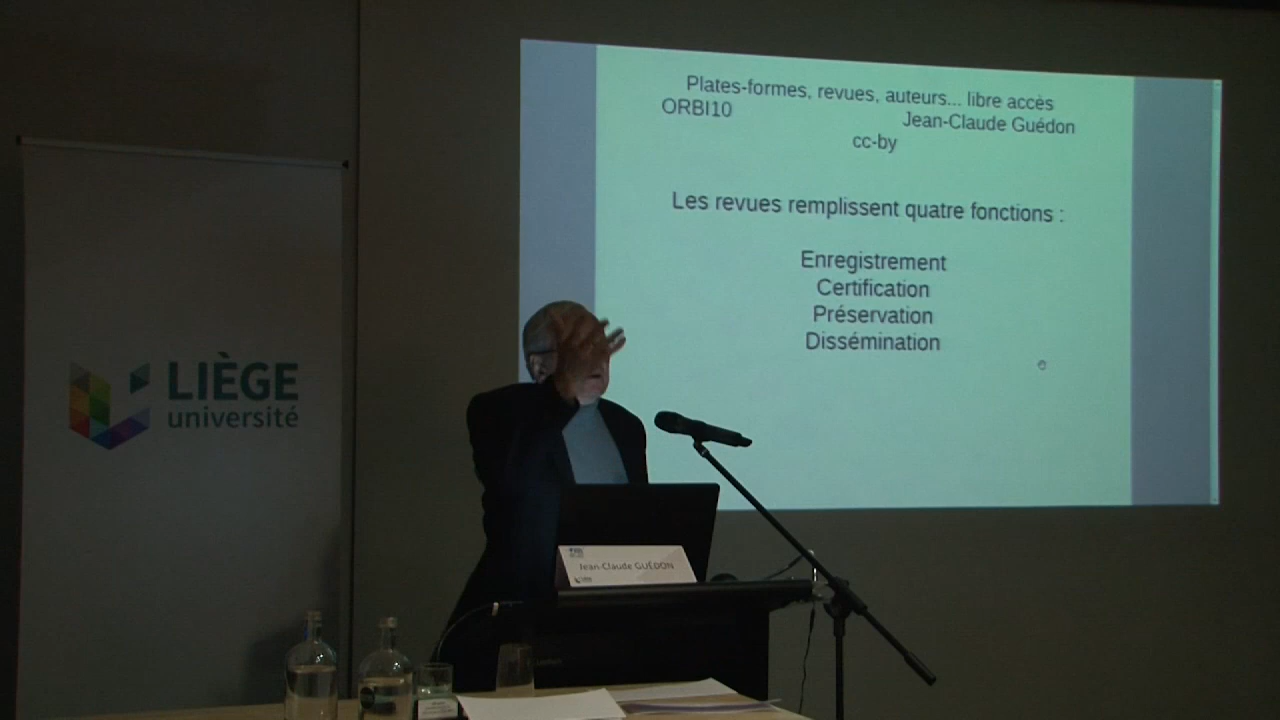 Plates-formes, revues, auteurs... libre accès
ORBI10 Jean-Claude Guédon
cc-by
Les revues remplissent quatre fonctions :
Enregistrement
Certification
Préservation
Dissémination
LIÈGE
université
Jean-Claude GUÉDON